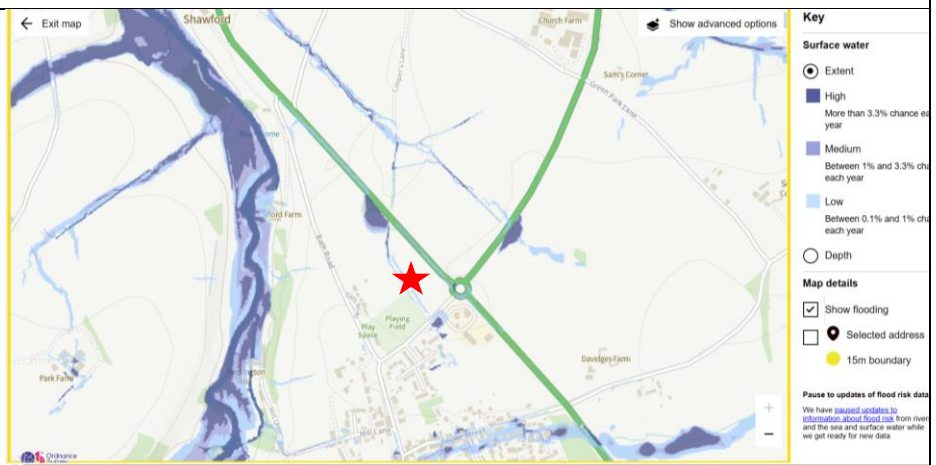 Exit map
Shawford
Church Farm
Show advanced options
Cooper's Lane
Sam's Corner
Green Park Lane
ford Farm
Bath Road
Play
Space
Playing
Field
Davidges Farm
Park Farm
Mill Lane
Ordnance
Key
Surface water
Extent
High
More than 3.3% chance ea
year
Medium
Between 1% and 3.3% cha
each year
Low
Between 0.1% and 1% cha
each year
Depth
Map details
Show flooding
Selected address
15m boundary
Pause to updates of flood risk data
We have paused updates to
information about flood risk from river
and the sea and surface water while
we get ready for new data.